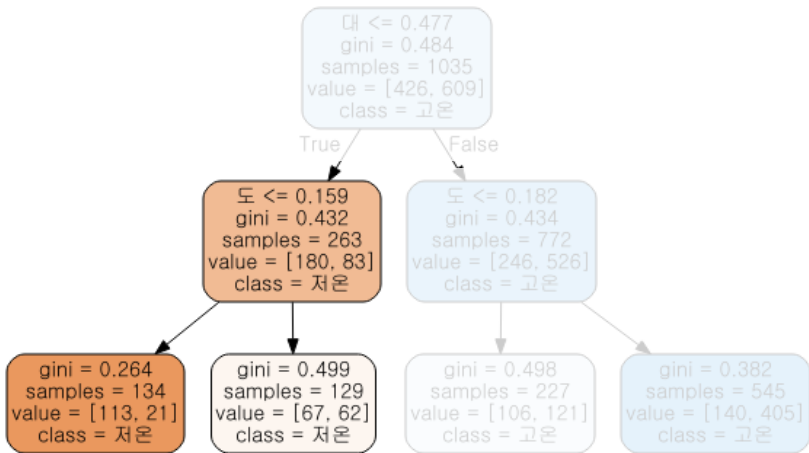 대 <= 0.477
gini = 0.484
samples = 1035
value = [426, 609]
class = 고온
True
False
도 <= 0.159
gini = 0.432
samples = 263
value = [180, 83]
class = 저온
도 <= 0.182
gini = 0.434
samples = 772
value = [246, 526]
class = 고온
gini = 0.264
samples = 134
value = [113, 21]
class = 저온
gini = 0.499
samples = 129
value = [67, 62]
class = 저온
gini = 0.498
samples = 227
value = [106, 121]
class = 고온
gini = 0.382
samples = 545
value = [140, 405]
class = 고온